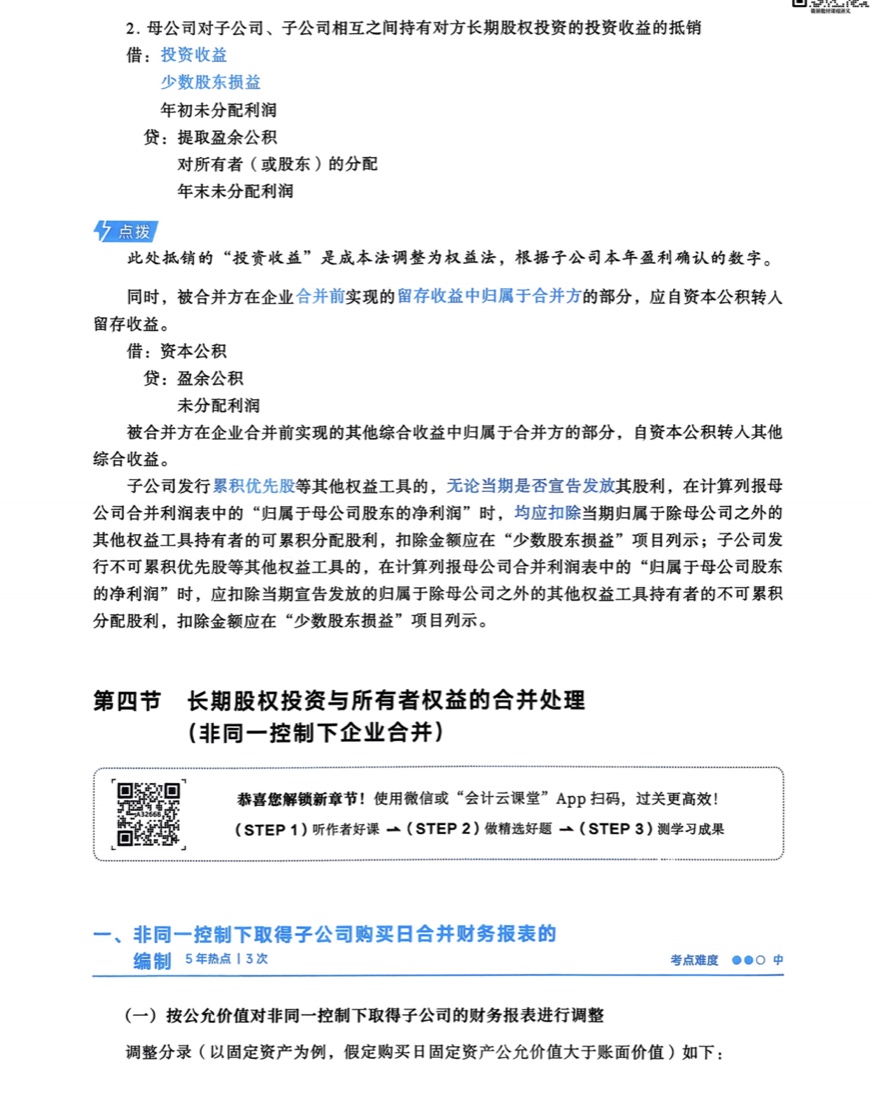 2. 母公司对子公司、子公司相互之间持有对方长期股权投资的投资收益的抵销
借：投资收益
少数股东损益
年初未分配利润
贷：提取盈余公积
对所有者（或股东）的分配
年末未分配利润
点拨
此处抵销的“投资收益”是成本法调整为权益法，根据子公司本年盈利确认的数字。
同时，被合并方在企业合并前实现的留存收益中归属于合并方的部分，应自资本公积转入
留存收益。
借：资本公积
贷：盈余公积
未分配利润
被合并方在企业合并前实现的其他综合收益中归属于合并方的部分，自资本公积转入其他
综合收益。
子公司发行累积优先股等其他权益工具的，无论当期是否宣告发放其股利，在计算列报母
公司合并利润表中的“归属于母公司股东的净利润”时，均应扣除当期归属于除母公司之外的
其他权益工具持有者的可累积分配股利，扣除金额应在“少数股东损益”项目列示；子公司发
行不可累积优先股等其他权益工具的，在计算列报母公司合并利润表中的“归属于母公司股东
的净利润”时，应扣除当期宣告发放的归属于除母公司之外的其他权益工具持有者的不可累积
分配股利，扣除金额应在“少数股东损益”项目列示。
第四节 长期股权投资与所有者权益的合并处理
（非同一控制下企业合并）
恭喜您解锁新章节！使用微信或“会计云课堂”App 扫码，过关更高效！
（STEP 1）听作者好课 ⇀（STEP 2）做精选好题 ⇀（STEP 3）测学习成果
一、非同一控制下取得子公司购买日合并财务报表的
编制 5年热点 | 3次 考点难度 ●●○ 中
（一）按公允价值对非同一控制下取得子公司的财务报表进行调整
调整分录（以固定资产为例，假定购买日固定资产公允价值大于账面价值）如下：